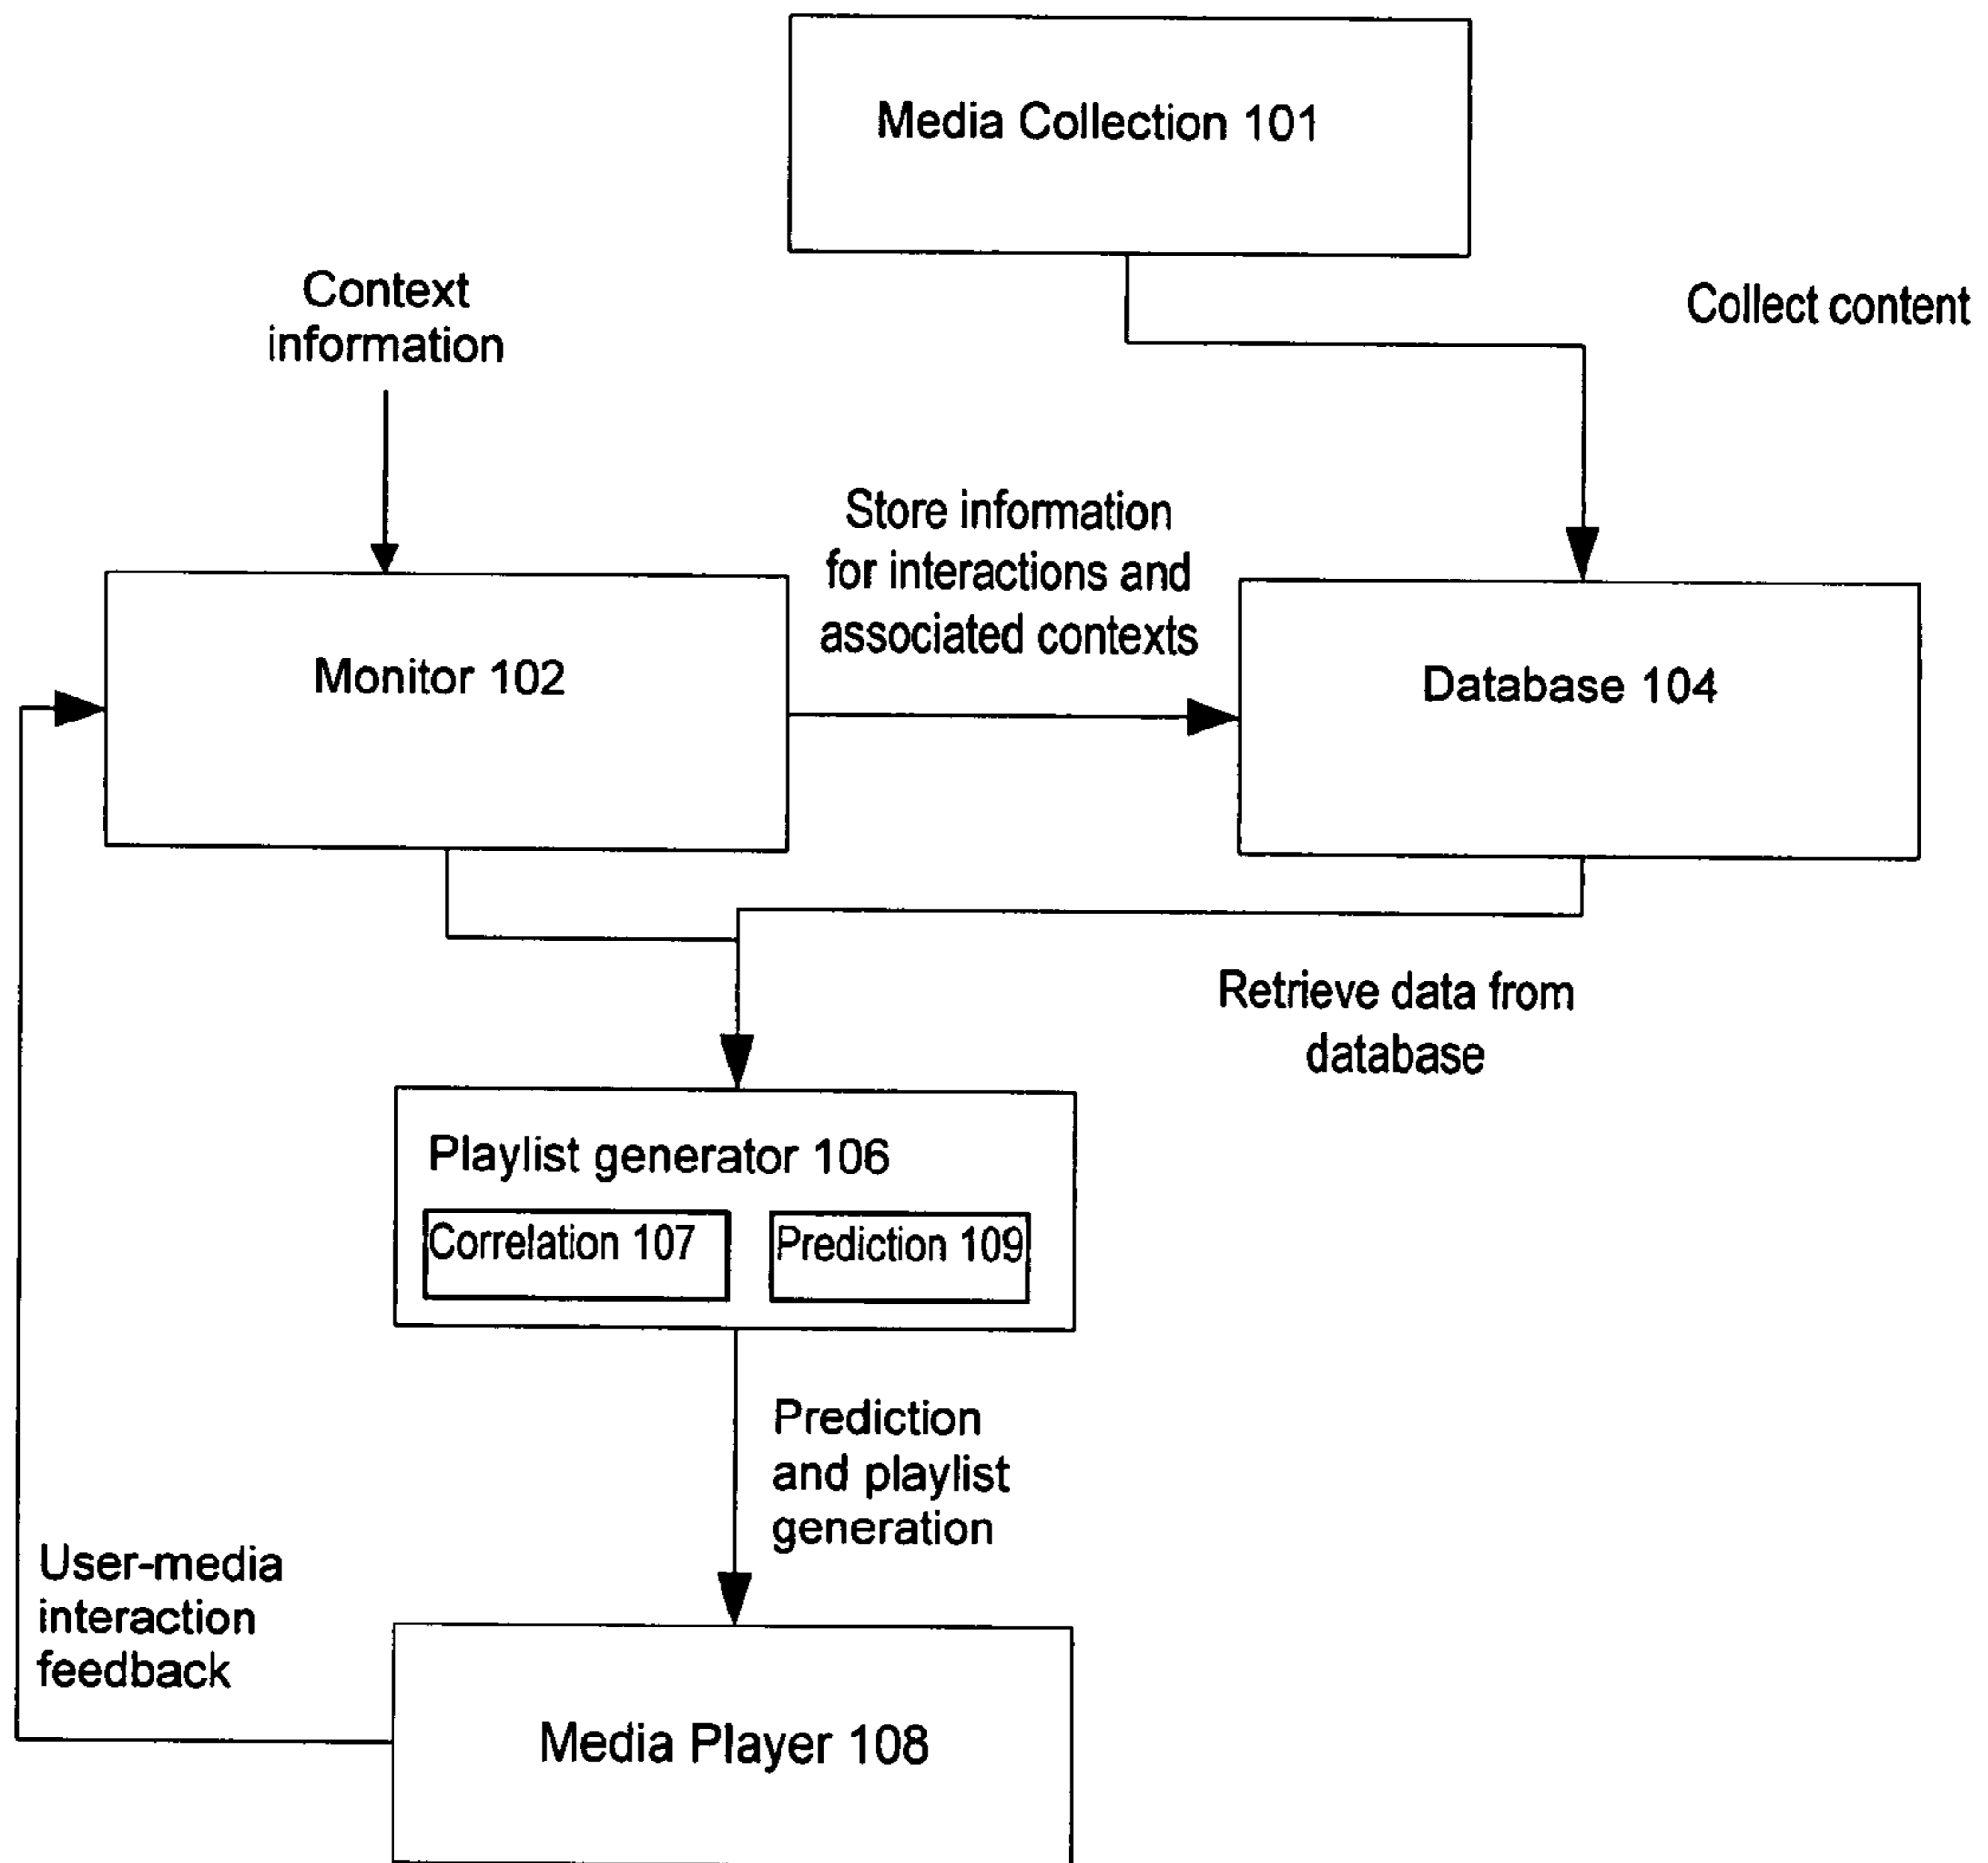 Media Collection 101
Context
information
Collect content
Store information
for interactions and
associated contexts
Monitor 102
Database 104
Retrieve data from
database
Playlist generator 106
Correlation 107
Prediction 109
Prediction
and playlist
generation
User-media
interaction
feedback
Media Player 108